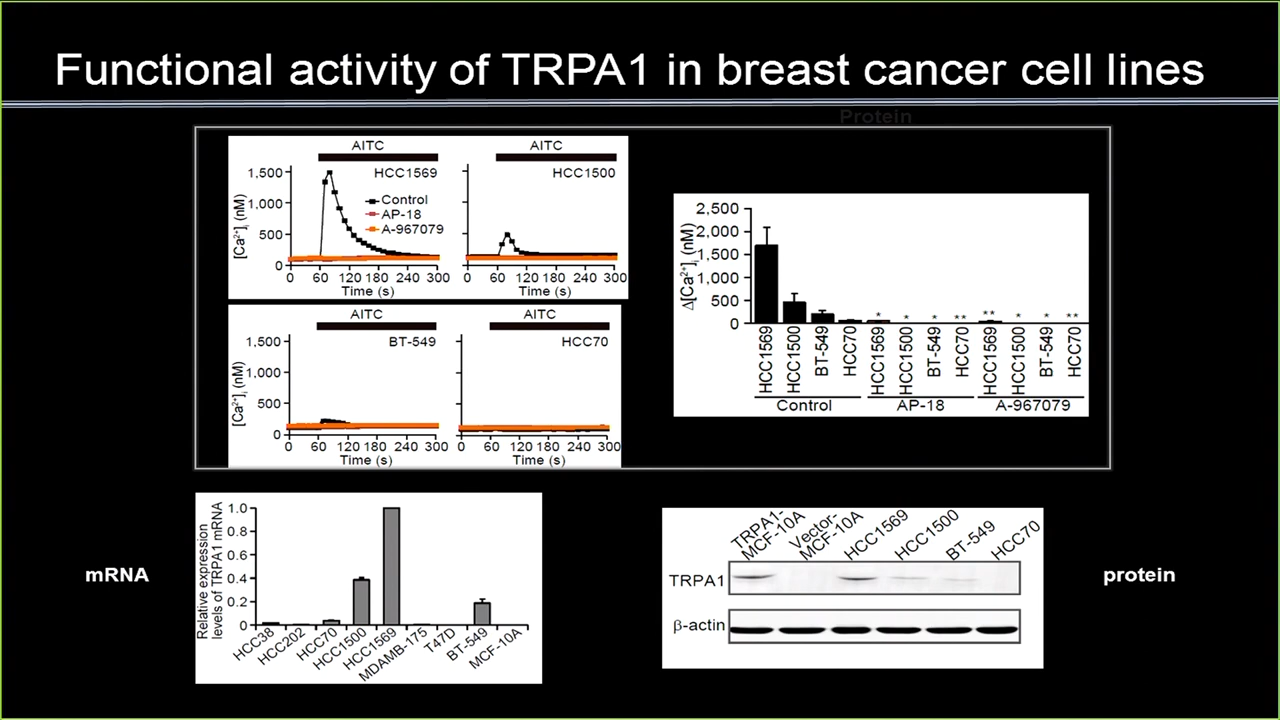 Functional activity of TRPA1 in breast cancer cell lines
Protein
AITC
HCC1569
1,500
1,000
500
0
[Ca²⁺]ᵢ (nM)
Control
AP-18
A-967079
0 60 120 180 240 300
Time (s)
AITC
HCC1500
0 60 120 180 240 300
Time (s)
AITC
BT-549
1,500
1,000
500
0
[Ca²⁺]ᵢ (nM)
0 60 120 180 240 300
Time (s)
AITC
HCC70
0 60 120 180 240 300
Time (s)
2,500
2,000
1,500
1,000
500
0
Δ[Ca²⁺]ᵢ (nM)
* * * ** ** * * **
HCC1569 HCC1500 BT-549 HCC70 HCC1569 HCC1500 BT-549 HCC70 HCC1569 HCC1500 BT-549 HCC70
Control AP-18 A-967079
mRNA
Relative expression
levels of TRPA1 mRNA
1.0
0.8
0.6
0.4
0.2
0
HCC38 HCC202 HCC70 HCC1500 HCC1569 MDAMB-175 T47D BT-549 MCF-10A
TRPA1-
MCF-10A
Vector-
MCF-10A
HCC1569
HCC1500
BT-549
HCC70
TRPA1
β-actin
protein